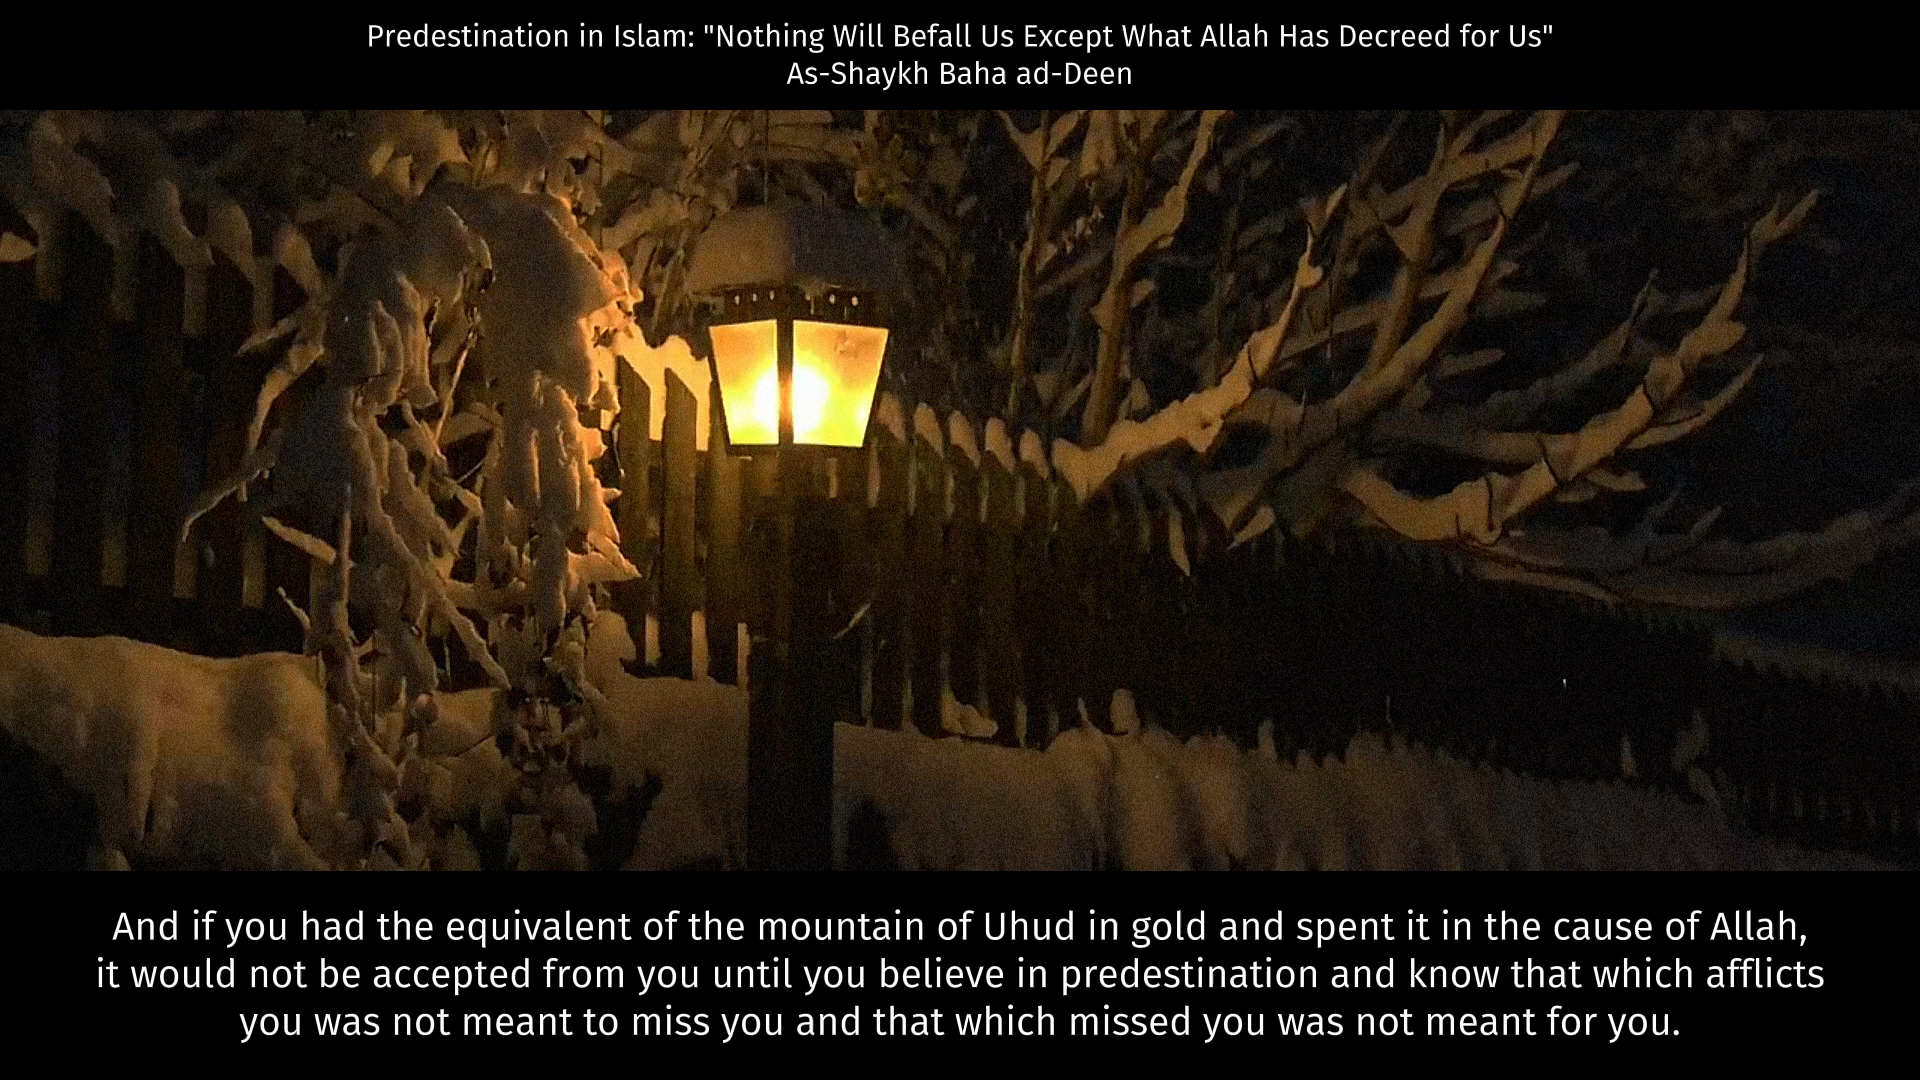 Predestination in Islam: "Nothing Will Befall Us Except What Allah Has Decreed for Us"
As-Shaykh Baha ad-Deen
And if you had the equivalent of the mountain of Uhud in gold and spent it in the cause of Allah,
it would not be accepted from you until you believe in predestination and know that which afflicts
you was not meant to miss you and that which missed you was not meant for you.